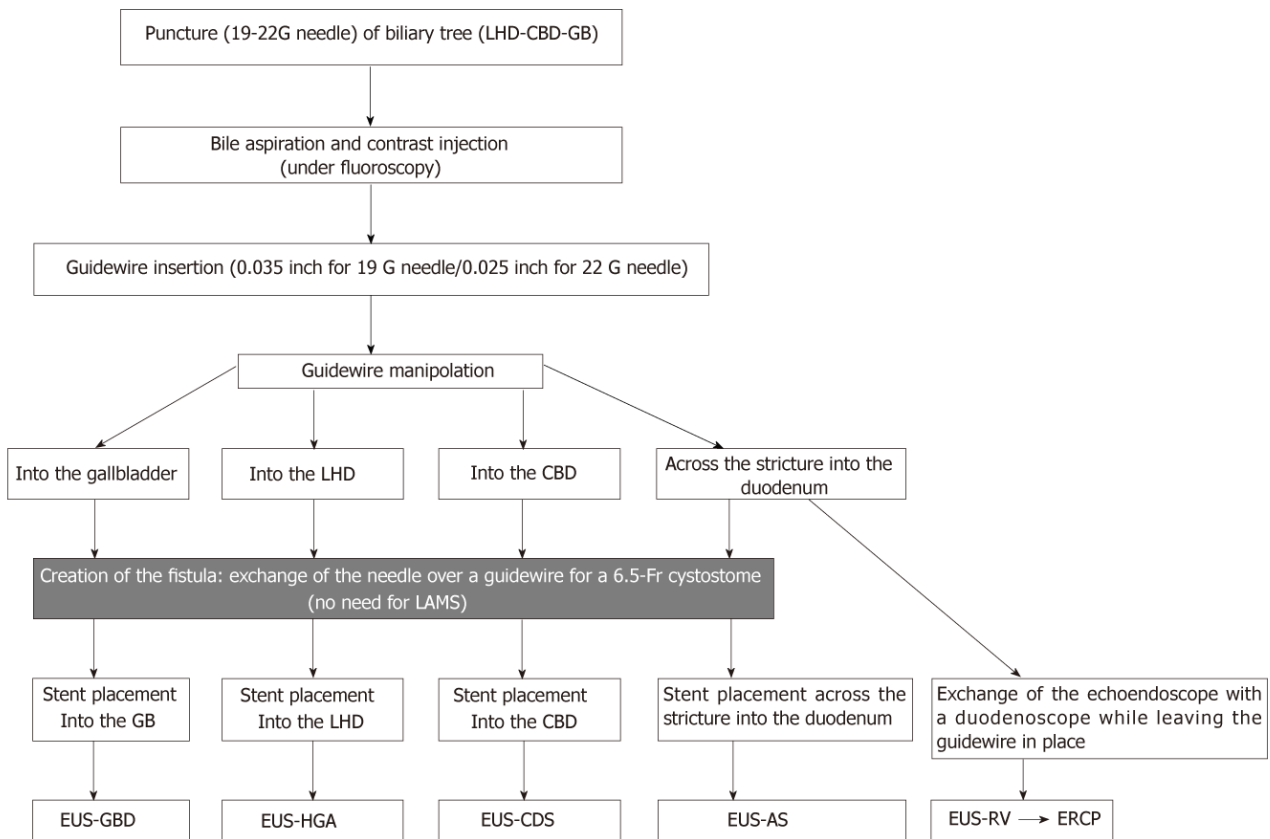 Puncture (19-22G needle) of biliary tree (LHD-CBD-GB)
Bile aspiration and contrast injection
(under fluoroscopy)
Guidewire insertion (0.035 inch for 19 G needle/0.025 inch for 22 G needle)
Guidewire manipolation
Into the gallbladder
Into the LHD
Into the CBD
Across the stricture into the
duodenum
Creation of the fistula: exchange of the needle over a guidewire for a 6.5-Fr cystostome
(no need for LAMS)
Stent placement
Into the GB
Stent placement
Into the LHD
Stent placement
Into the CBD
Stent placement across the
stricture into the duodenum
Exchange of the echoendoscope with
a duodenoscope while leaving the
guidewire in place
EUS-GBD
EUS-HGA
EUS-CDS
EUS-AS
EUS-RV → ERCP